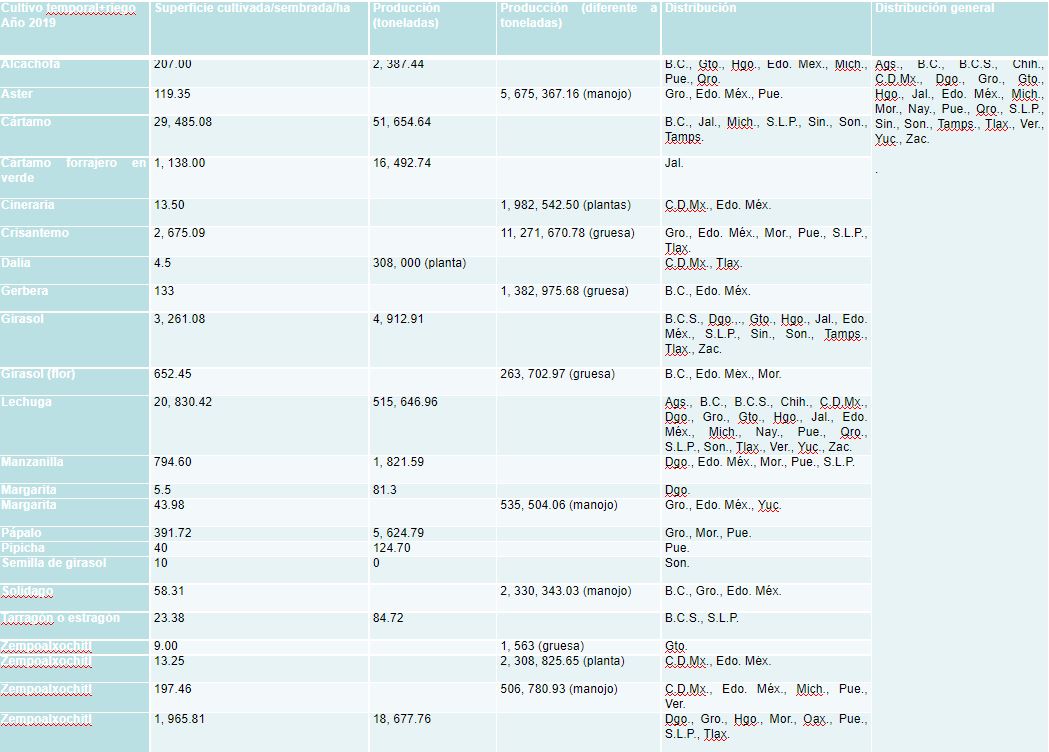 Cultivo temporal+riego Superficie cultivada/sembrada/ha Producción Producción (diferente a Distribución Distribución general
Año 2019 (toneladas) toneladas)
Alcachofa 207.00 2, 387.44 B.C., Gto., Hgo., Edo. Méx., Mich., Ags., B.C., B.C.S., Chih.,
Pue., Qro. C.D.Mx., Dgo., Gro., Gto.,
Aster 119.35 5, 675, 367.16 (manojo) Gro., Edo. Méx., Pue. Hgo., Jal., Edo. Méx., Mich.,
Mor., Nay., Pue., Qro., S.L.P.,
Cártamo 29, 485.08 51, 654.64 B.C., Jal., Mich., S.L.P., Sin., Son., Sin., Son., Tamps., Tlax., Ver.,
Tamps. Yuc., Zac.
Cártamo forrajero en 1, 138.00 16, 492.74 Jal.
verde .
Cineraria 13.50 1, 982, 542.50 (plantas) C.D.Mx., Edo. Méx.
Crisantemo 2, 675.09 11, 271, 670.78 (gruesa) Gro., Edo. Méx., Mor., Pue., S.L.P.,
Tlax.
Dalia 4.5 308, 000 (planta) C.D.Mx., Tlax.
Gerbera 133 1, 382, 975.68 (gruesa) B.C., Edo. Méx.
Girasol 3, 261.08 4, 912.91 B.C.S., Dgo.,., Gto., Hgo., Jal., Edo.
Méx., S.L.P., Sin., Son., Tamps.,
Tlax., Zac.
Girasol (flor) 652.45 263, 702.97 (gruesa) B.C., Edo. Méx., Mor.
Lechuga 20, 830.42 515, 646.96 Ags., B.C., B.C.S., Chih., C.D.Mx.,
Dgo., Gro., Gto., Hgo., Jal., Edo.
Méx., Mich., Nay., Pue., Qro.,
S.L.P., Son., Tlax., Ver., Yuc., Zac.
Manzanilla 794.60 1, 821.59 Dgo., Edo. Méx., Mor., Pue., S.L.P.
Margarita 5.5 81.3 Dgo.
Margarita 43.98 535, 504.06 (manojo) Gro., Edo. Méx., Yuc.
Pápalo 391.72 5, 624.79 Gro., Mor., Pue.
Pipicha 40 124.70 Pue.
Semilla de girasol 10 0 Son.
Solidago 58.31 2, 330, 343.03 (manojo) B.C., Gro., Edo. Méx.
Tarragón o estragón 23.38 84.72 B.C.S., S.L.P.
Zempoalxochitl 9.00 1, 563 (gruesa) Gto.
Zempoalxochitl 13.25 2, 308, 825.65 (planta) C.D.Mx., Edo. Méx.
Zempoalxochitl 197.46 506, 780.93 (manojo) C.D.Mx., Edo. Méx., Mich., Pue.,
Ver.
Zempoalxochitl 1, 965.81 18, 677.76 Dgo., Gro., Hgo., Mor., Oax., Pue.,
S.L.P., Tlax.